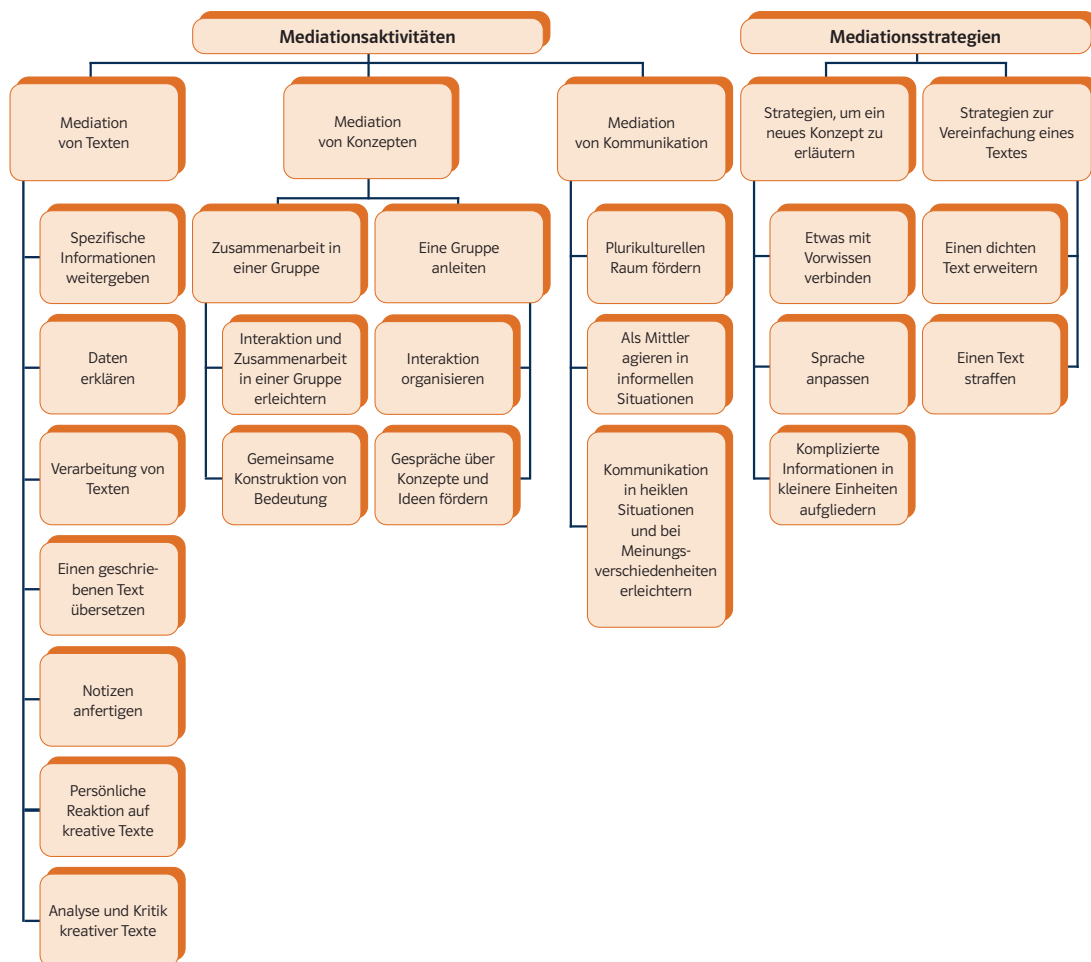 Mediationsaktivitäten
Mediation
von Texten
Spezifische
Informationen
weitergeben
Daten
erklären
Verarbeitung von
Texten
Einen geschrie-
benen Text
übersetzen
Notizen
anfertigen
Persönliche
Reaktion auf
kreative Texte
Analyse und Kritik
kreativer Texte
Mediation
von Konzepten
Zusammenarbeit in
einer Gruppe
Interaktion und
Zusammenarbeit
in einer Gruppe
erleichtern
Gemeinsame
Konstruktion von
Bedeutung
Eine Gruppe
anleiten
Interaktion
organisieren
Gespräche über
Konzepte und
Ideen fördern
Mediation
von Kommunikation
Plurikulturellen
Raum fördern
Als Mittler
agieren in
informellen
Situationen
Kommunikation
in heiklen
Situationen
und bei
Meinungs-
verschiedenheiten
erleichtern
Mediationsstrategien
Strategien, um ein
neues Konzept zu
erläutern
Etwas mit
Vorwissen
verbinden
Sprache
anpassen
Komplizierte
Informationen in
kleinere Einheiten
aufgliedern
Strategien zur
Vereinfachung eines
Textes
Einen dichten
Text erweitern
Einen Text
straffen